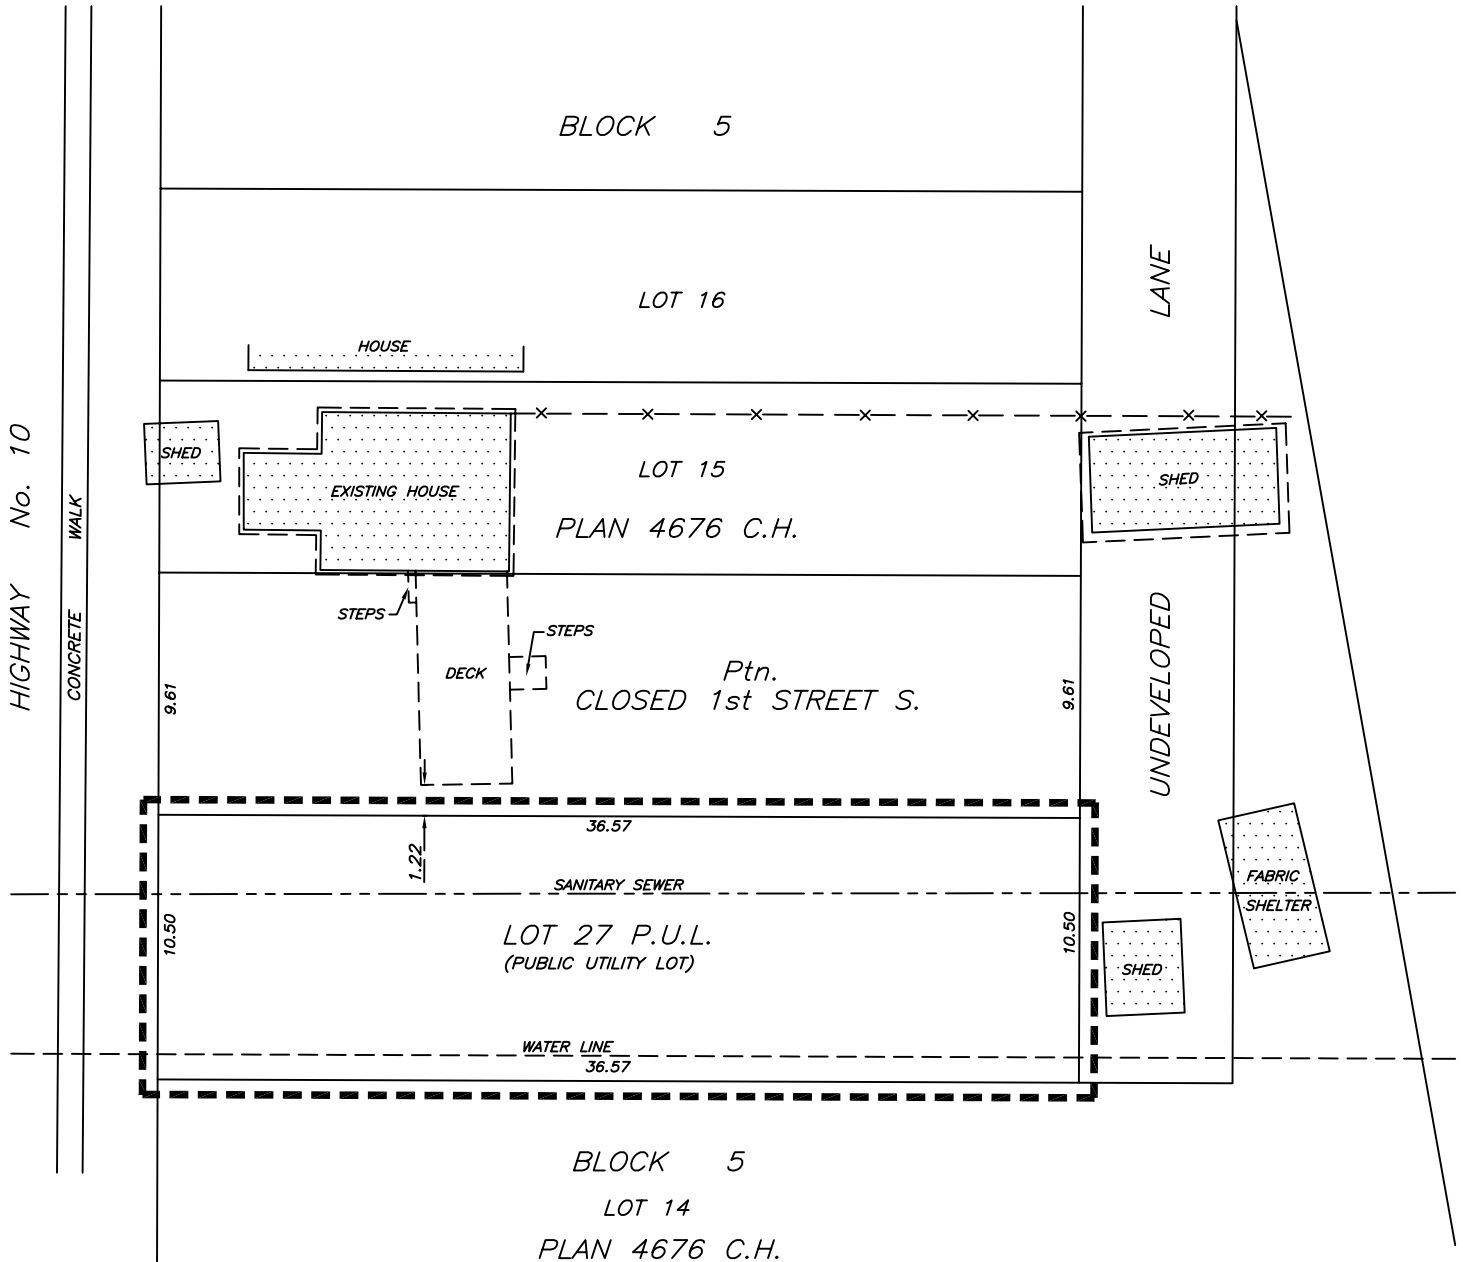 BLOCK 5
LOT 16
LANE
HOUSE
HIGHWAY No. 10
CONCRETE WALK
SHED
EXISTING HOUSE
LOT 15
PLAN 4676 C.H.
SHED
STEPS
STEPS
DECK
Ptn.
CLOSED 1st STREET S.
9.61
9.61
UNDEVELOPED
36.57
1.22
SANITARY SEWER
FABRIC
SHELTER
10.50
LOT 27 P.U.L.
(PUBLIC UTILITY LOT)
10.50
SHED
WATER LINE
36.57
BLOCK 5
LOT 14
PLAN 4676 C.H.